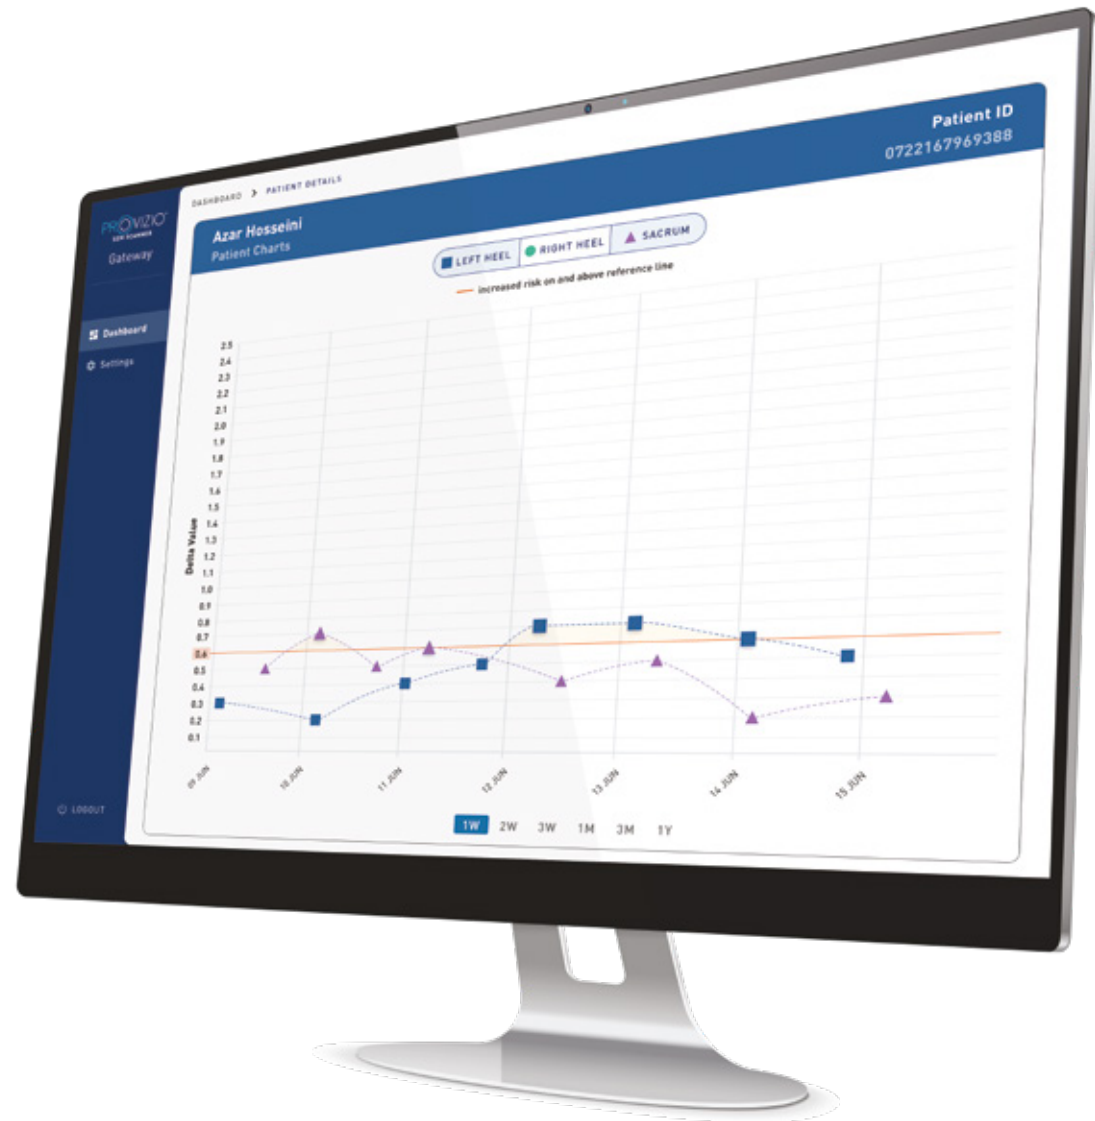 DASHBOARD > PATIENT DETAILS
PROVIZIO
SEM SCANNER
Gateway
Dashboard
Settings
LOGOUT
Azar Hosseini
Patient Charts
Patient ID
0722167969388
LEFT HEEL RIGHT HEEL SACRUM
increased risk on and above reference line
Delta Value
2.5
2.4
2.3
2.2
2.1
2.0
1.9
1.8
1.7
1.6
1.5
1.4
1.3
1.2
1.1
1.0
0.9
0.8
0.7
0.6
0.5
0.4
0.3
0.2
0.1
09 JUN 10 JUN 11 JUN 12 JUN 13 JUN 14 JUN 15 JUN
1W 2W 3W 1M 3M 1Y